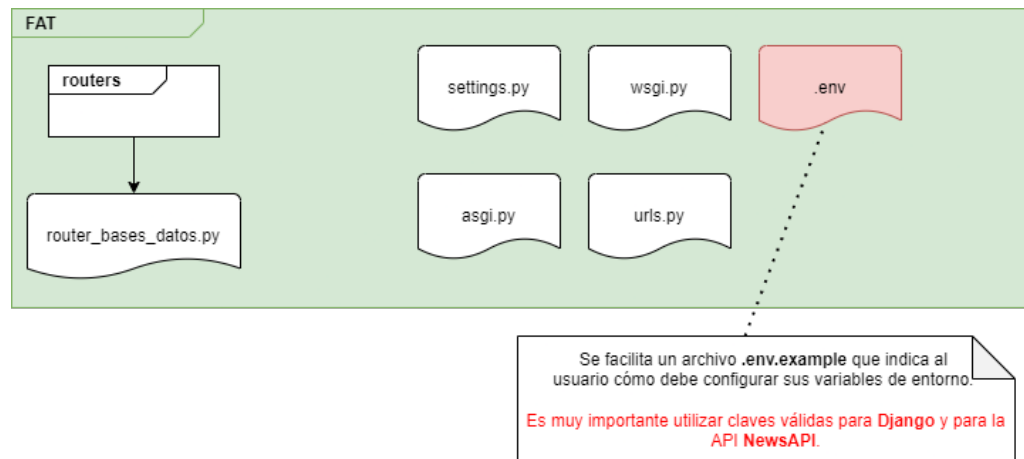 FAT
routers
settings.py
wsgi.py
.env
router_bases_datos.py
asgi.py
urls.py
Se facilita un archivo .env.example que indica al
usuario cómo debe configurar sus variables de entorno.
Es muy importante utilizar claves válidas para Django y para la
API NewsAPI.